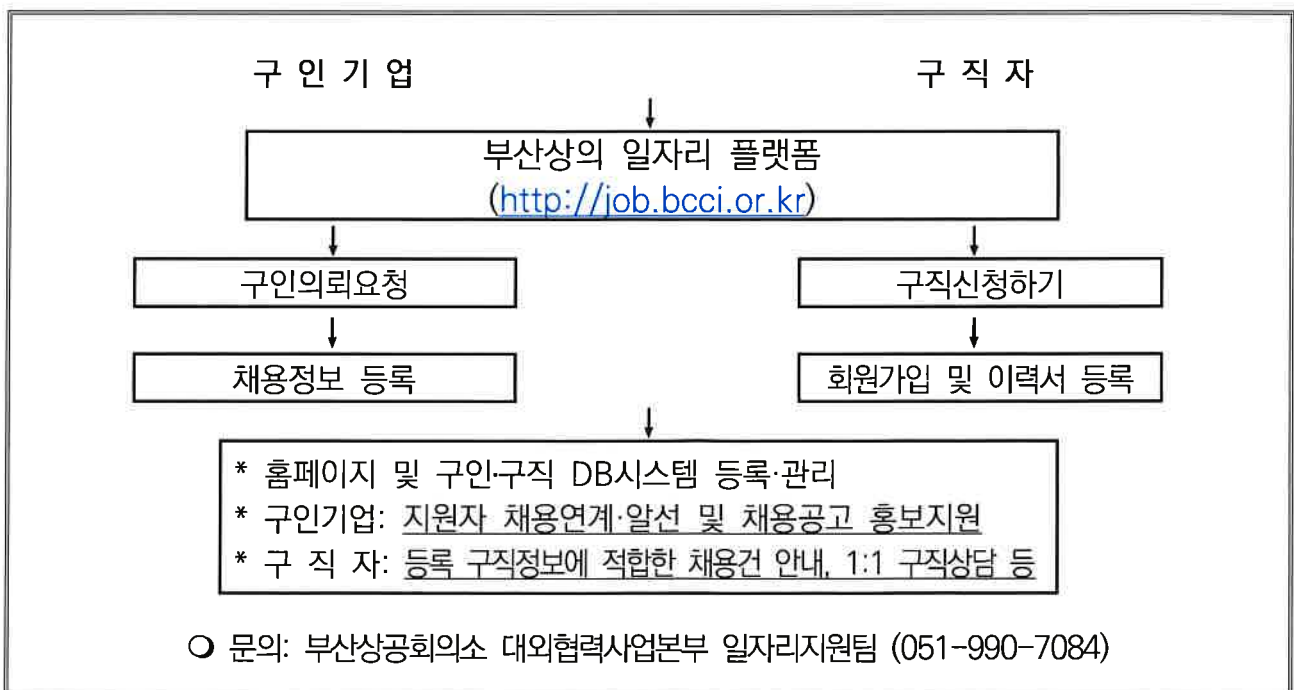 구 인 기 업
구 직 자
↓
부산상의 일자리 플랫폼
(http://job.bcci.or.kr)
↓ ↓
구인의뢰요청
구직신청하기
↓ ↓
채용정보 등록
회원가입 및 이력서 등록
↓
* 홈페이지 및 구인·구직 DB시스템 등록·관리
* 구인기업: 지원자 채용연계·알선 및 채용공고 홍보지원
* 구 직 자: 등록 구직정보에 적합한 채용건 안내, 1:1 구직상담 등
❍ 문의: 부산상공회의소 대외협력사업본부 일자리지원팀 (051-990-7084)